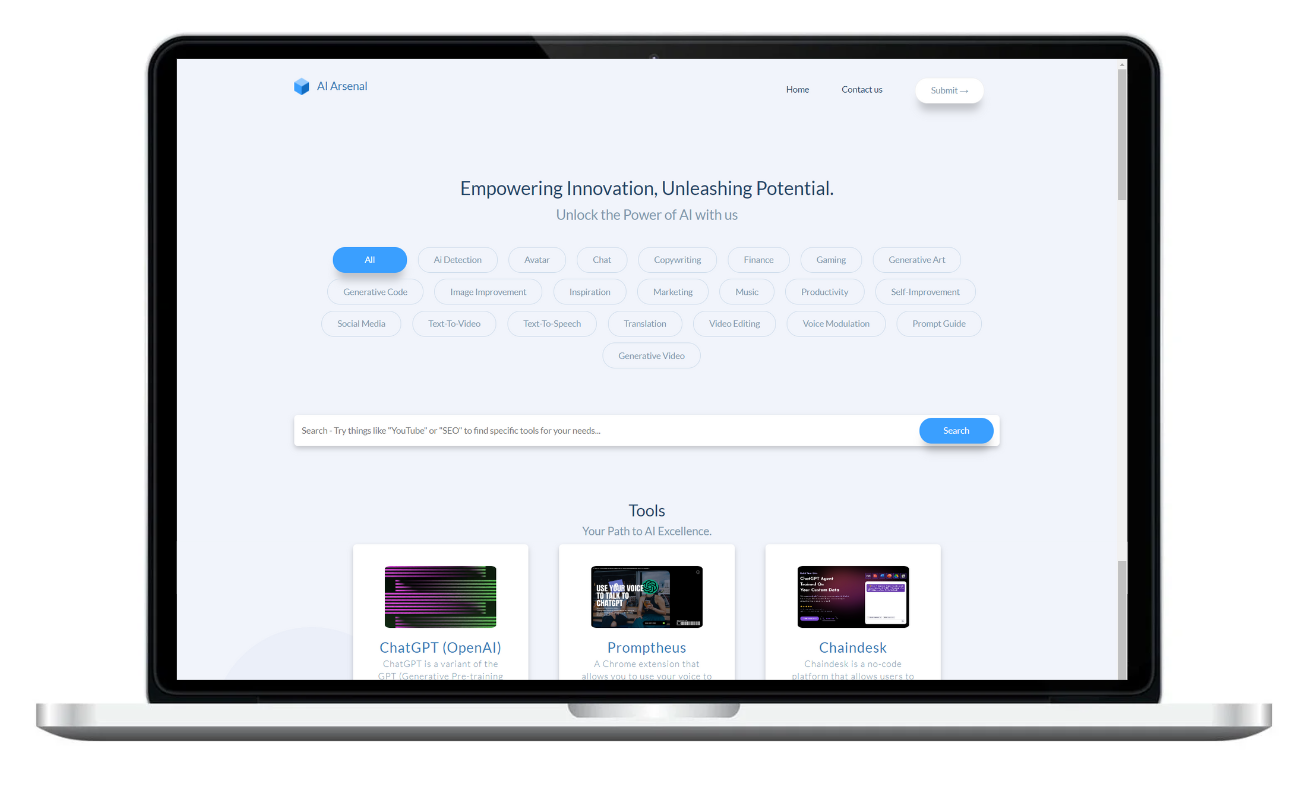 AI Arsenal
Home Contact us Submit →
Empowering Innovation, Unleashing Potential.
Unlock the Power of AI with us
All Ai Detection Avatar Chat Copywriting Finance Gaming Generative Art
Generative Code Image Improvement Inspiration Marketing Music Productivity Self-Improvement
Social Media Text-To-Video Text-To-Speech Translation Video Editing Voice Modulation Prompt Guide
Generative Video
Search - Try things like "YouTube" or "SEO" to find specific tools for your needs... Search
Tools
Your Path to AI Excellence.
USE YOUR VOICE
TO TALK TO
CHATGPT
ChatGPT Agent
Trained On
Your Custom Data
ChatGPT (OpenAI) Promptheus Chaindesk
ChatGPT is a variant of the A Chrome extension that Chaindesk is a no-code
GPT (Generative Pre-training allows you to use your voice to platform that allows users to